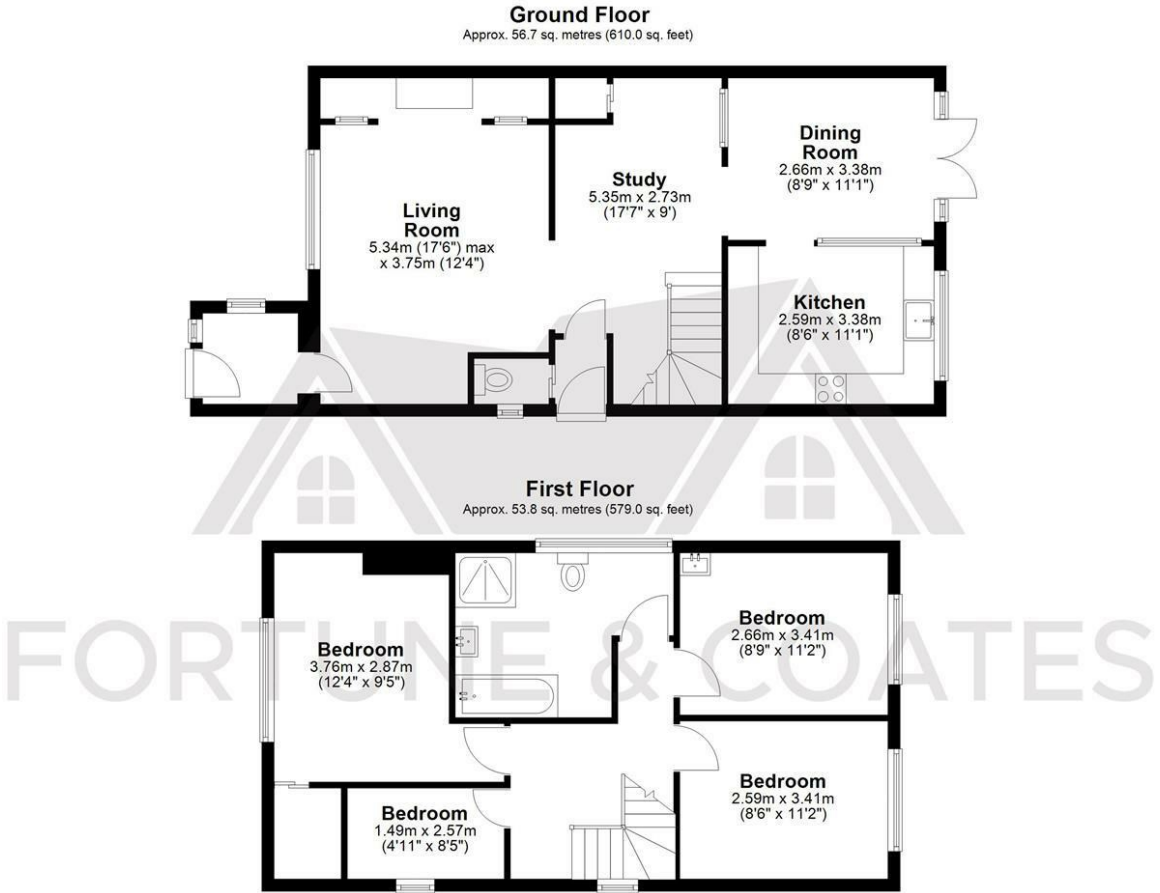 Ground Floor
Approx. 56.7 sq. metres (610.0 sq. feet)
Dining
Room
2.66m x 3.38m
(8'9" x 11'1")
Study
5.35m x 2.73m
(17'7" x 9')
Living
Room
5.34m (17'6") max
x 3.75m (12'4")
Kitchen
2.59m x 3.38m
(8'6" x 11'1")
First Floor
Approx. 53.8 sq. metres (579.0 sq. feet)
Bedroom
2.66m x 3.41m
(8'9" x 11'2")
Bedroom
3.76m x 2.87m
(12'4" x 9'5")
FORTUNE & COATES
Bedroom
2.59m x 3.41m
(8'6" x 11'2")
Bedroom
1.49m x 2.57m
(4'11" x 8'5")